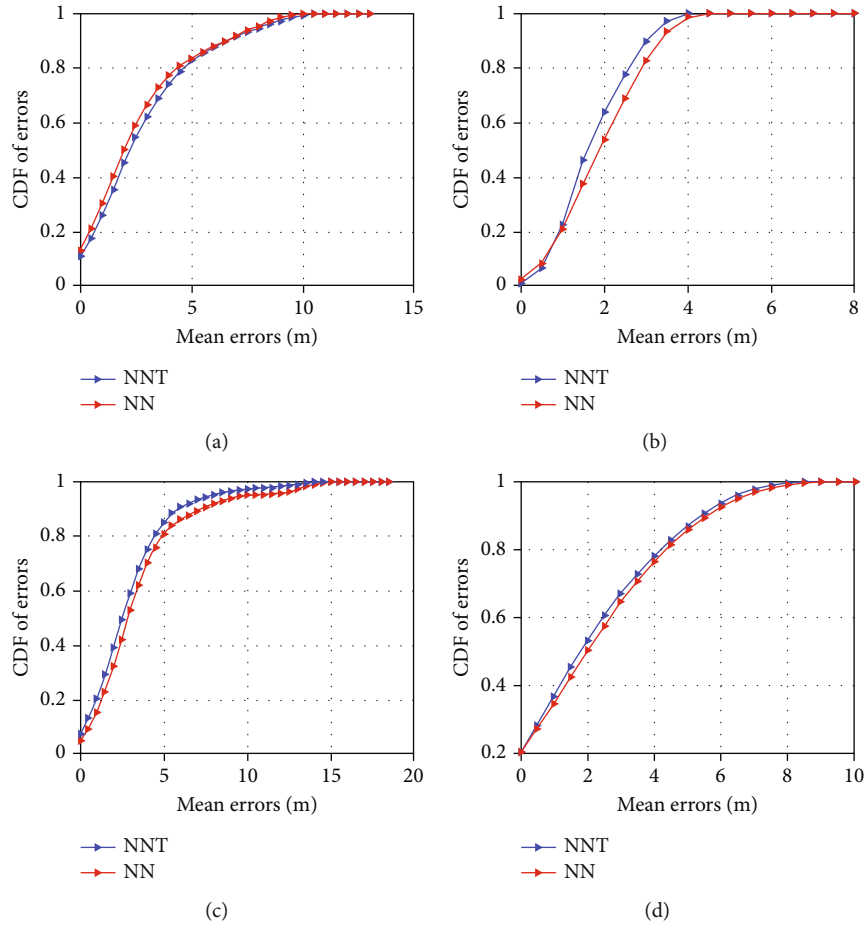 1
0.8
0.6
0.4
0.2
0
CDF of errors
0 5 10 15
Mean errors (m)
NNT
NN
(a)
1
0.8
0.6
0.4
0.2
0
CDF of errors
0 2 4 6 8
Mean errors (m)
NNT
NN
(b)
1
0.8
0.6
0.4
0.2
0
CDF of errors
0 5 10 15 20
Mean errors (m)
NNT
NN
(c)
1
0.8
0.6
0.4
0.2
CDF of errors
0 2 4 6 8 10
Mean errors (m)
NNT
NN
(d)